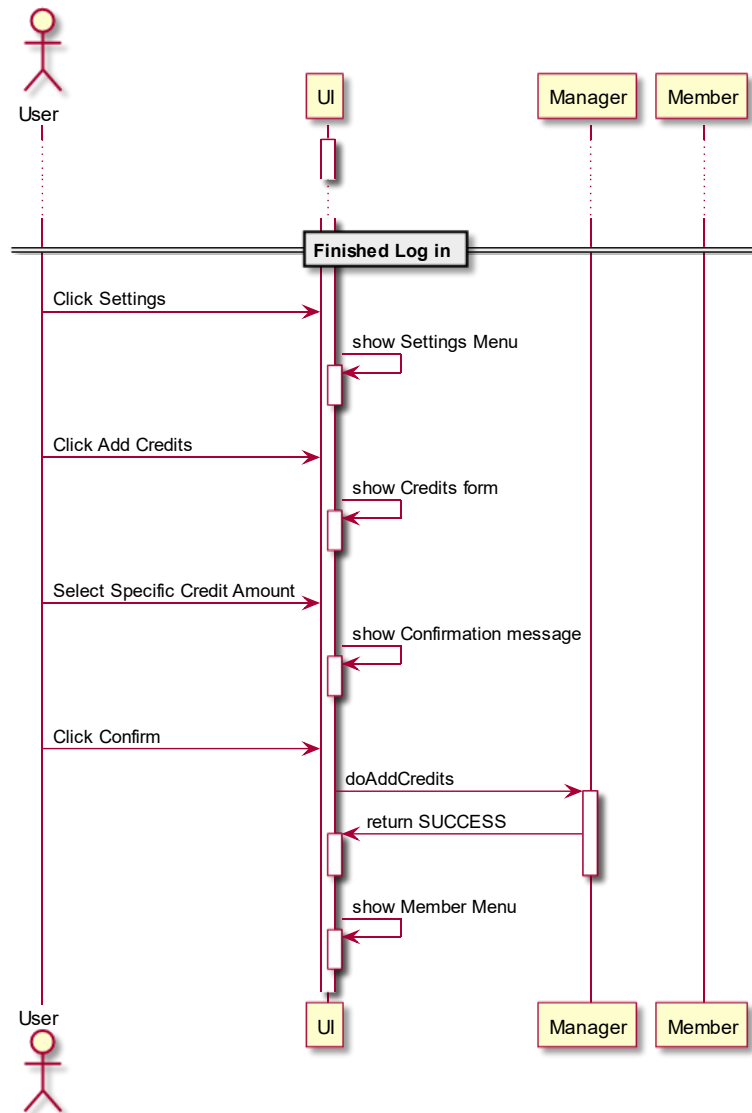 User
UI
Manager
Member
Finished Log in
Click Settings
show Settings Menu
Click Add Credits
show Credits form
Select Specific Credit Amount
show Confirmation message
Click Confirm
doAddCredits
return SUCCESS
show Member Menu
User
UI
Manager
Member